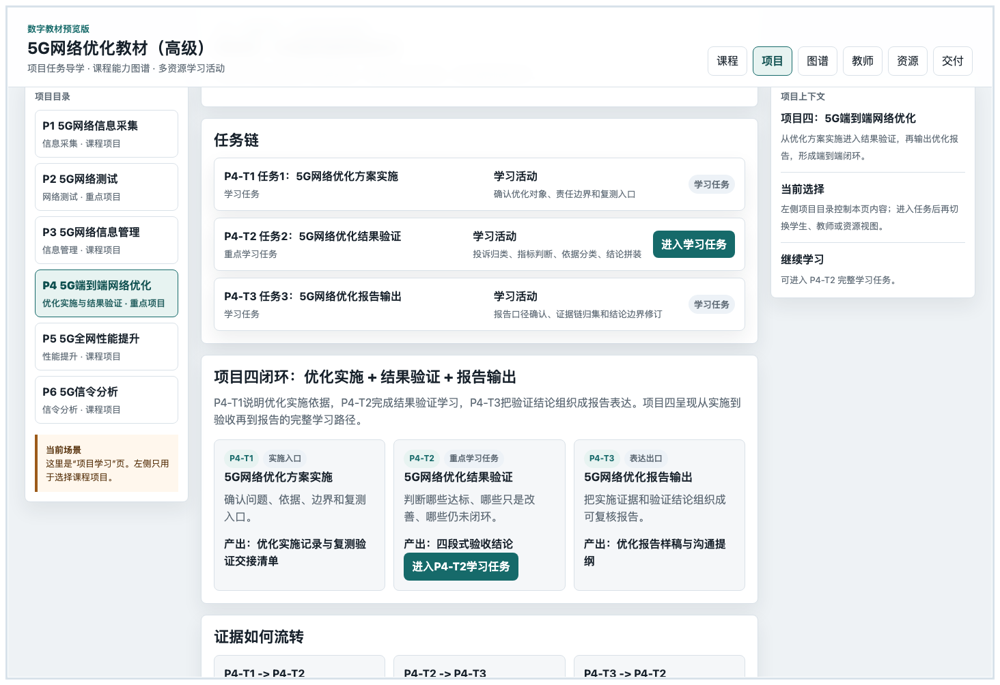 数字教材预览版
5G网络优化教材（高级）
项目任务导学 · 课程能力图谱 · 多资源学习活动
课程
项目
图谱
教师
资源
交付
项目目录
P1 5G网络信息采集
信息采集 · 课程项目
P2 5G网络测试
网络测试 · 重点项目
P3 5G网络信息管理
信息管理 · 课程项目
P4 5G端到端网络优化
优化实施与结果验证 · 重点项目
P5 5G全网性能提升
性能提升 · 课程项目
P6 5G信令分析
信令分析 · 课程项目
当前场景
这里是“项目学习”页。左侧只用
于选择课程项目。
任务链
P4-T1 任务1：5G网络优化方案实施
学习任务
学习活动
确认优化对象、责任边界和复测入口
学习任务
P4-T2 任务2：5G网络优化结果验证
重点学习任务
学习活动
投诉归类、指标判断、依据分类、结论拼装
进入学习任务
P4-T3 任务3：5G网络优化报告输出
学习任务
学习活动
报告口径确认、证据链归集和结论边界修订
学习任务
项目四闭环：优化实施 + 结果验证 + 报告输出
P4-T1说明优化实施依据，P4-T2完成结果验证学习，P4-T3把验证结论组织成报告表达。项目四呈现从实施到
验收再到报告的完整学习路径。
P4-T1
实施入口
5G网络优化方案实施
确认问题、依据、边界和复测
入口。
产出：优化实施记录与复测验
证交接清单
P4-T2
重点学习任务
5G网络优化结果验证
判断哪些达标、哪些只是改
善、哪些仍未闭环。
产出：四段式验收结论
进入P4-T2学习任务
P4-T3
表达出口
5G网络优化报告输出
把实施证据和验证结论组织成
可复核报告。
产出：优化报告样稿与沟通提
纲
证据如何流转
P4-T1 -> P4-T2
P4-T2 -> P4-T3
P4-T3 -> P4-T2
项目上下文
项目四：5G端到端网络优化
从优化方案实施进入结果验证，再输出优化报
告，形成端到端闭环。
当前选择
左侧项目目录控制本页内容；进入任务后再切
换学生、教师或资源视图。
继续学习
可进入 P4-T2 完整学习任务。